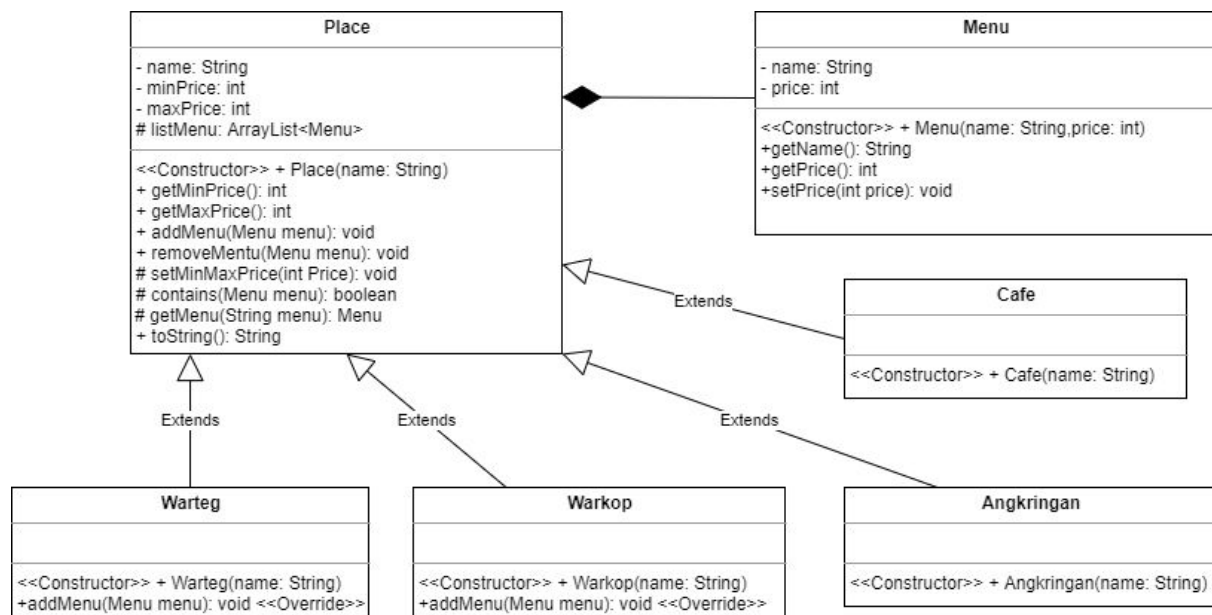 Place
- name: String
- minPrice: int
- maxPrice: int
# listMenu: ArrayList<Menu>
<<Constructor>> + Place(name: String)
+ getMinPrice(): int
+ getMaxPrice(): int
+ addMenu(Menu menu): void
+ removeMentu(Menu menu): void
# setMinMaxPrice(int Price): void
# contains(Menu menu): boolean
# getMenu(String menu): Menu
+ toString(): String
Menu
- name: String
- price: int
<<Constructor>> + Menu(name: String,price: int)
+getName(): String
+getPrice(): int
+setPrice(int price): void
Extends
Cafe
<<Constructor>> + Cafe(name: String)
Extends
Extends
Extends
Warteg
<<Constructor>> + Warteg(name: String)
+addMenu(Menu menu): void <<Override>>
Warkop
<<Constructor>> + Warkop(name: String)
+addMenu(Menu menu): void <<Override>>
Angkringan
<<Constructor>> + Angkringan(name: String)